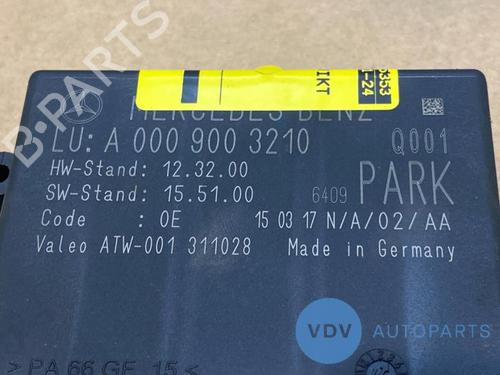 MERCEDES BENZ
LU: A 000 900 3210 Q001
HW-Stand: 12.32.00
SW-Stand: 15.51.00 6409 PARK
Code : 0E 15 03 17 N/A/02/AA
Valeo ATW-001 311028 Made in Germany
> PA 66 GF 15 <
B-PARTS
VDV AUTOPARTS